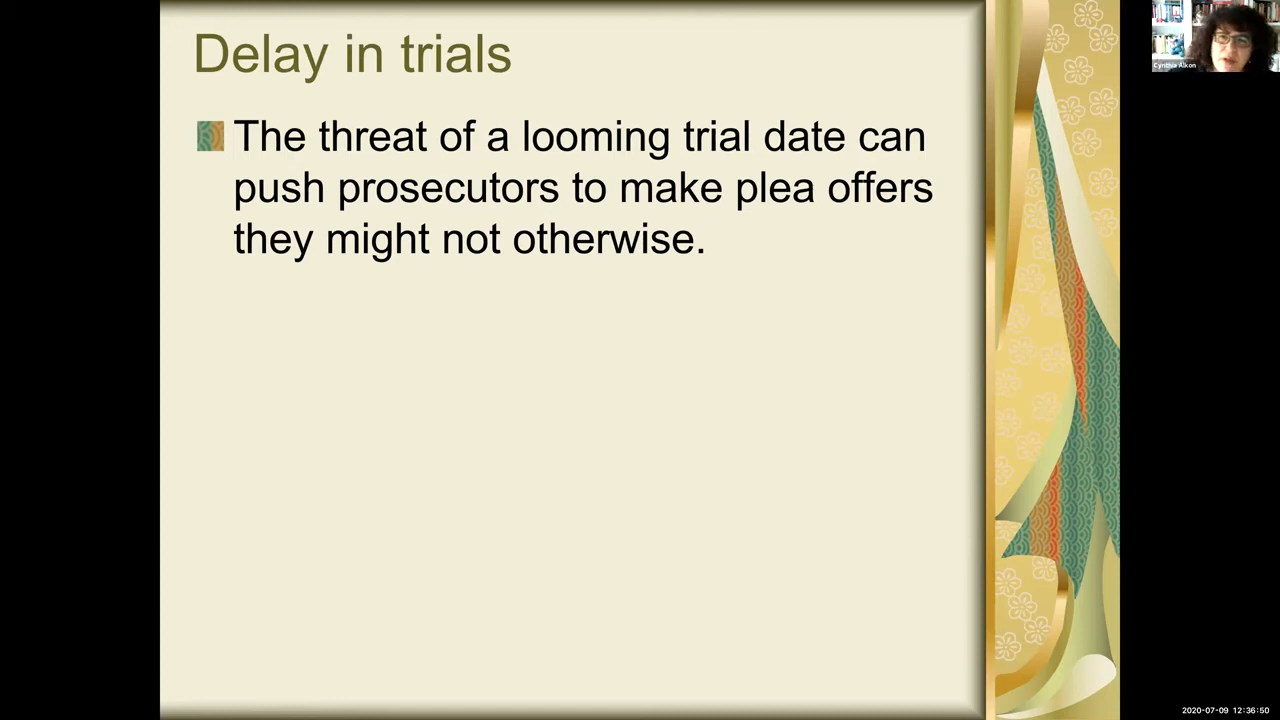 Delay in trials
The threat of a looming trial date can
push prosecutors to make plea offers
they might not otherwise.
Cynthia Alkon
2020-07-09 12:36:50